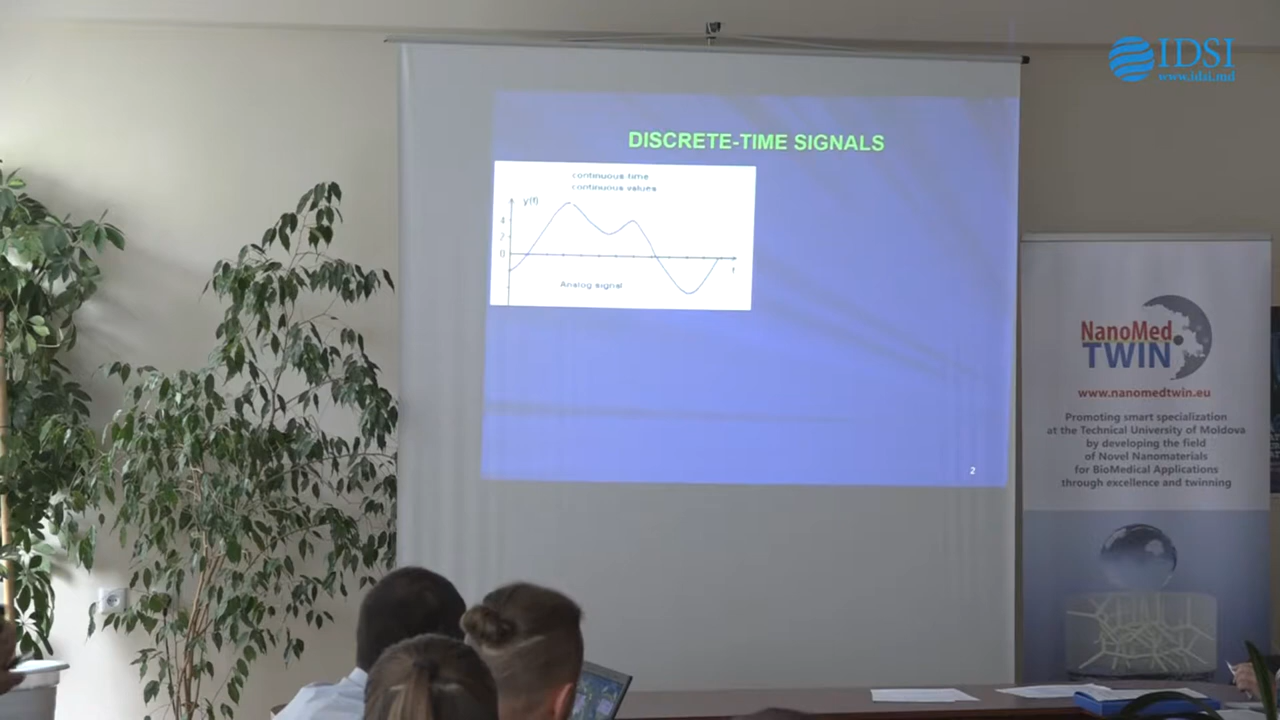 IDSI
www.idsi.md
DISCRETE-TIME SIGNALS
continuous time
continuous values
y(t)
4
2
0
t
Analog signal
2
NanoMed
TWIN
www.nanomedtwin.eu
Promoting smart specialization
at the Technical University of Moldova
by developing the field
of Novel Nanomaterials
for BioMedical Applications
through excellence and twinning